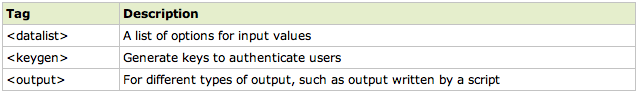 Tag Description
<datalist> A list of options for input values
<keygen> Generate keys to authenticate users
<output> For different types of output, such as output written by a script